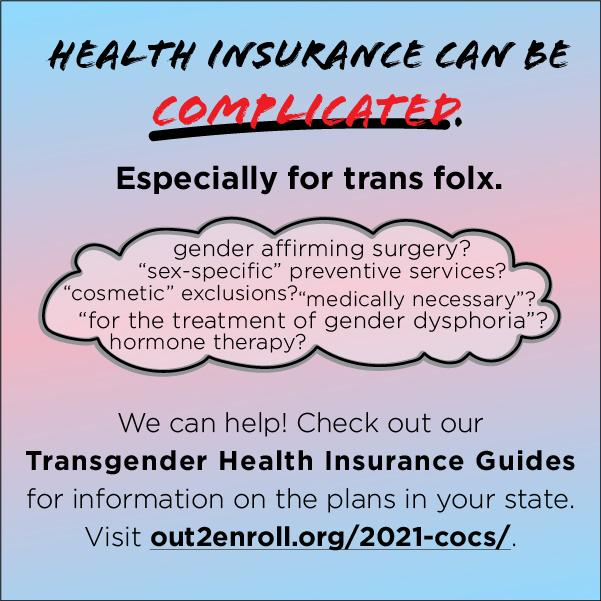 HEALTH INSURANCE CAN BE
COMPLICATED.
Especially for trans folx.
gender affirming surgery?
“sex-specific” preventive services?
“cosmetic” exclusions? “medically necessary”?
“for the treatment of gender dysphoria”?
hormone therapy?
We can help! Check out our
Transgender Health Insurance Guides
for information on the plans in your state.
Visit out2enroll.org/2021-cocs/.